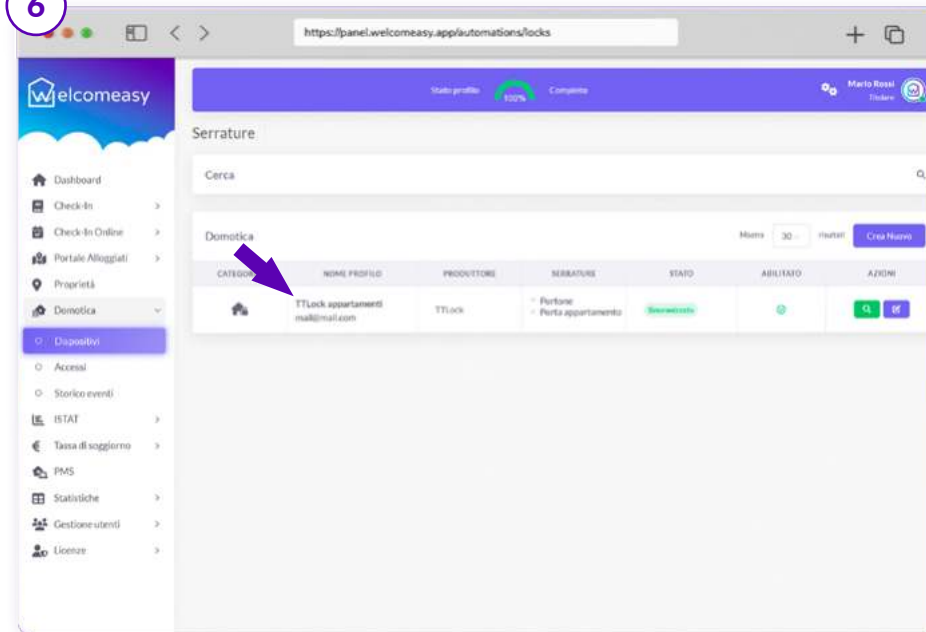 6
https://panel.welcomeasy.app/automations/locks
Welcomeasy
Stato profilo 100% Completo
Mario Rossi
Titolare
Serrature
Cerca
Dashboard
Check-In
Check-In Online
Portale Alloggiati
Proprietà
Domotica
Dispositivi
Accessi
Storico eventi
ISTAT
Tassa di soggiorno
PMS
Statistiche
Gestione utenti
Licenze
Domotica
Mostra 30 risultati Crea Nuovo
NOME PROFILO PRODUTTORE SERRATURE STATO ABILITATO AZIONI
TTLock appartamenti
mail@mail.com
TTLock
Portone
Porta appartamento
Sincronizzato